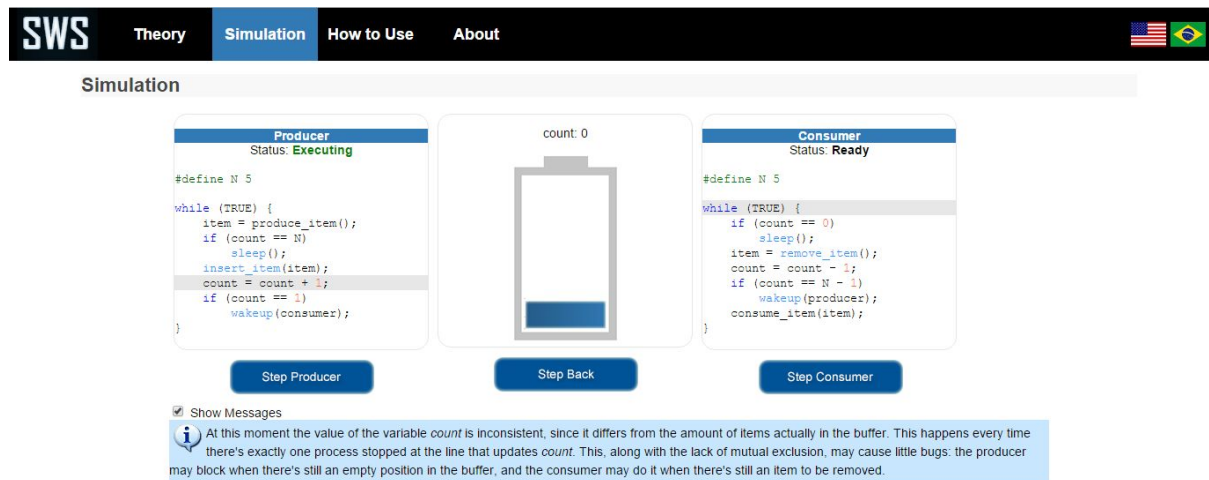 SWS Theory Simulation How to Use About
Simulation
Producer
Status: Executing
#define N 5
while (TRUE) {
    item = produce_item();
    if (count == N)
        sleep();
    insert_item(item);
    count = count + 1;
    if (count == 1)
        wakeup(consumer);
}
Step Producer
count: 0
Step Back
Consumer
Status: Ready
#define N 5
while (TRUE) {
    if (count == 0)
        sleep();
    item = remove_item();
    count = count - 1;
    if (count == N - 1)
        wakeup(producer);
    consume_item(item);
}
Step Consumer
Show Messages
At this moment the value of the variable count is inconsistent, since it differs from the amount of items actually in the buffer. This happens every time
there's exactly one process stopped at the line that updates count. This, along with the lack of mutual exclusion, may cause little bugs: the producer
may block when there's still an empty position in the buffer, and the consumer may do it when there's still an item to be removed.